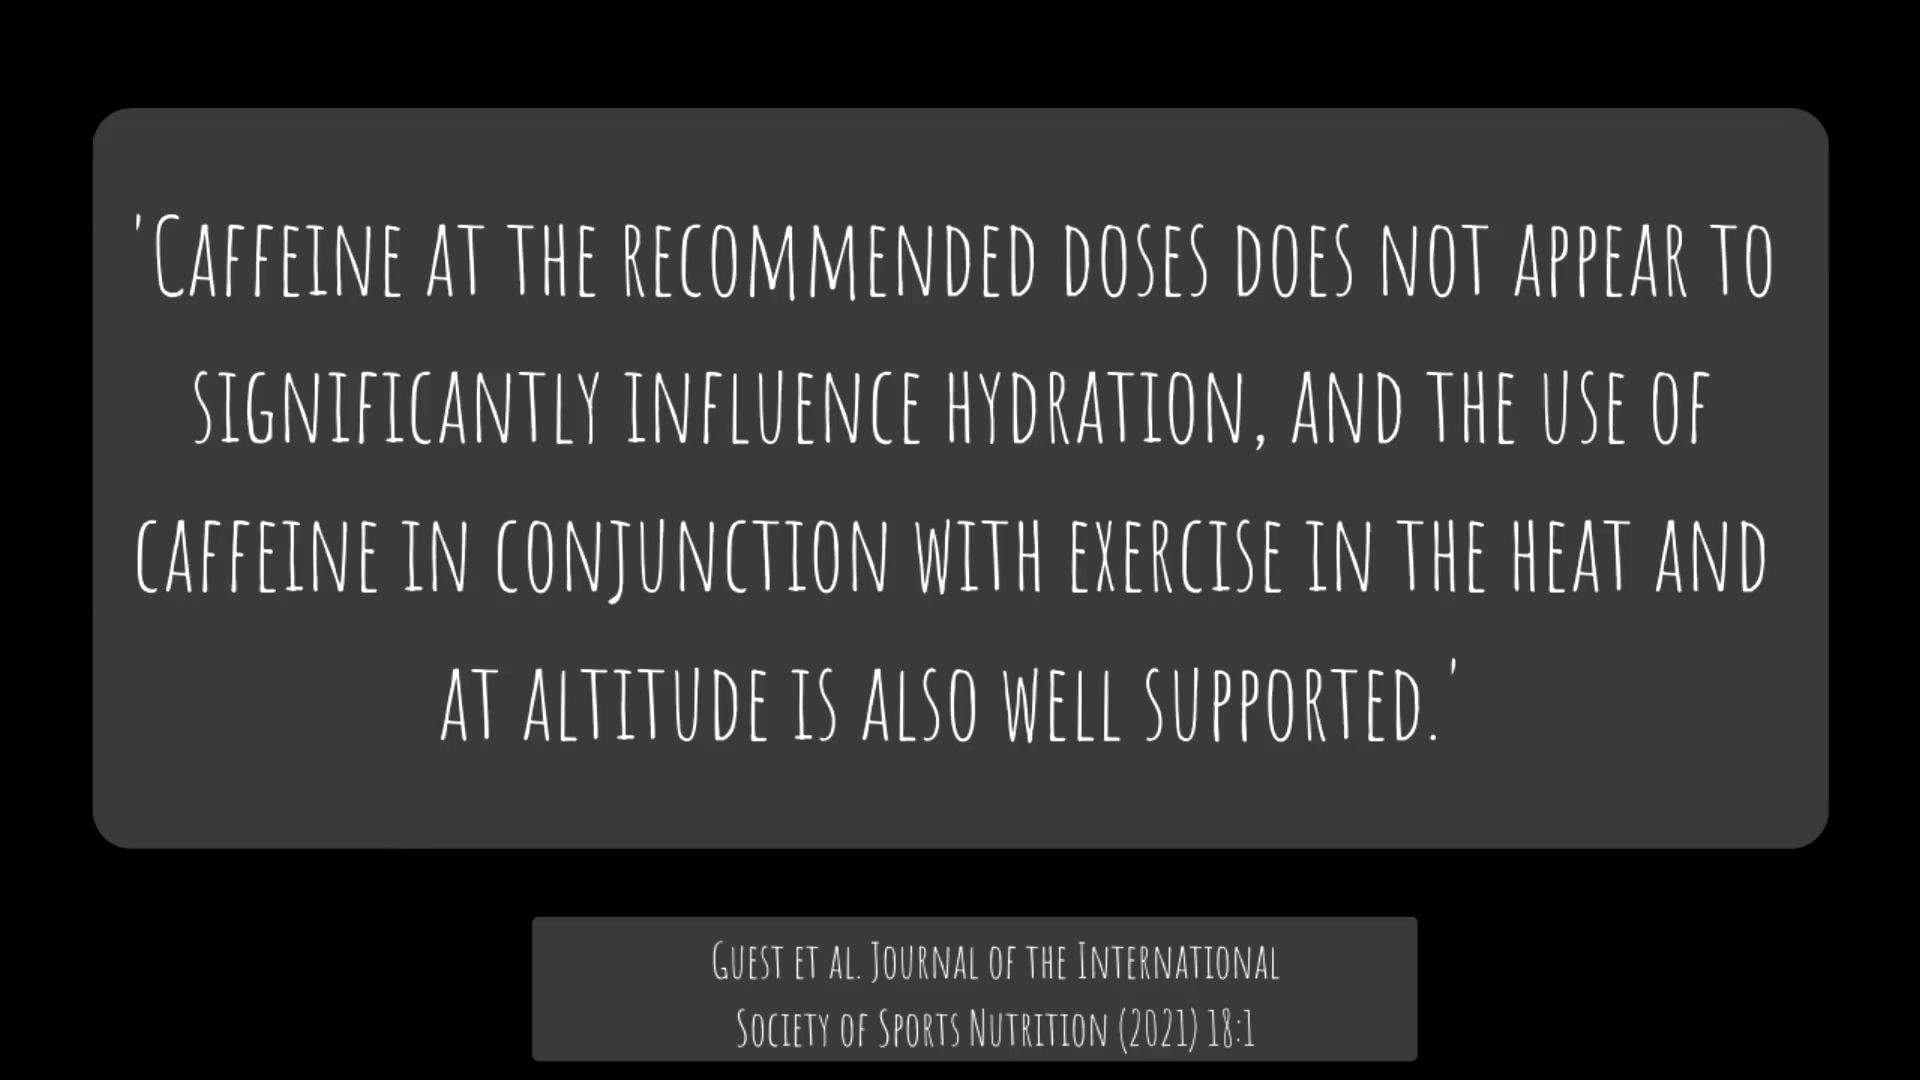 'Caffeine at the recommended doses does not appear to
significantly influence hydration, and the use of
caffeine in conjunction with exercise in the heat and
at altitude is also well supported.'
Guest et al. Journal of the International
Society of Sports Nutrition (2021) 18:1